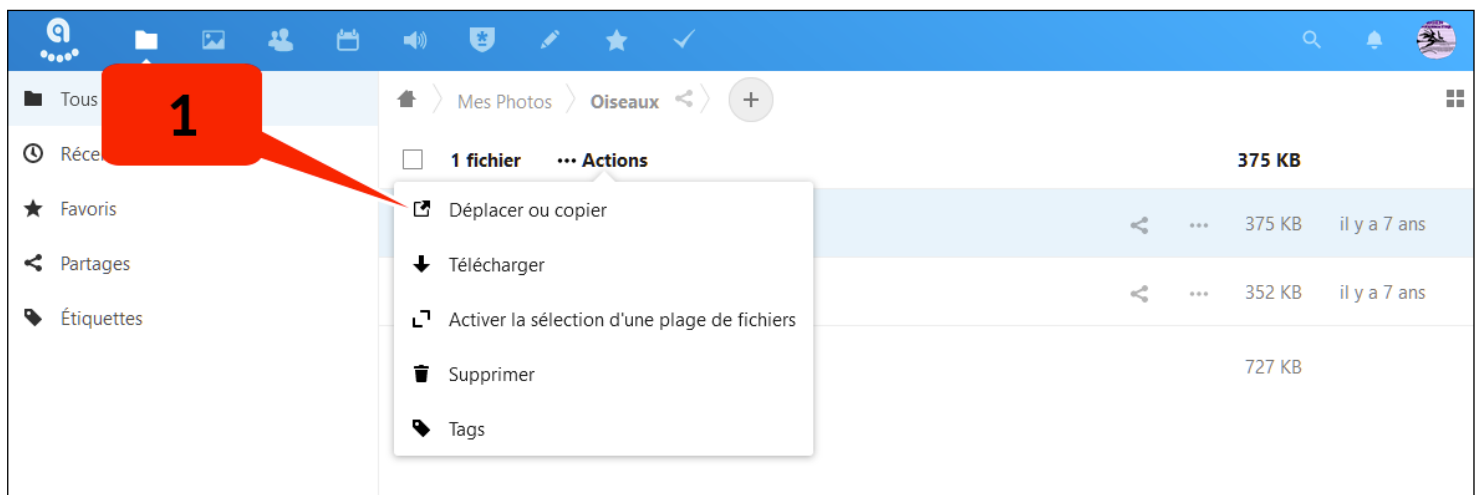 1
Tous
Mes Photos Oiseaux +
1 fichier ••• Actions 375 KB
Favoris
Déplacer ou copier
375 KB il y a 7 ans
Partages
Télécharger
352 KB il y a 7 ans
Étiquettes
Activer la sélection d'une plage de fichiers
Supprimer
727 KB
Tags